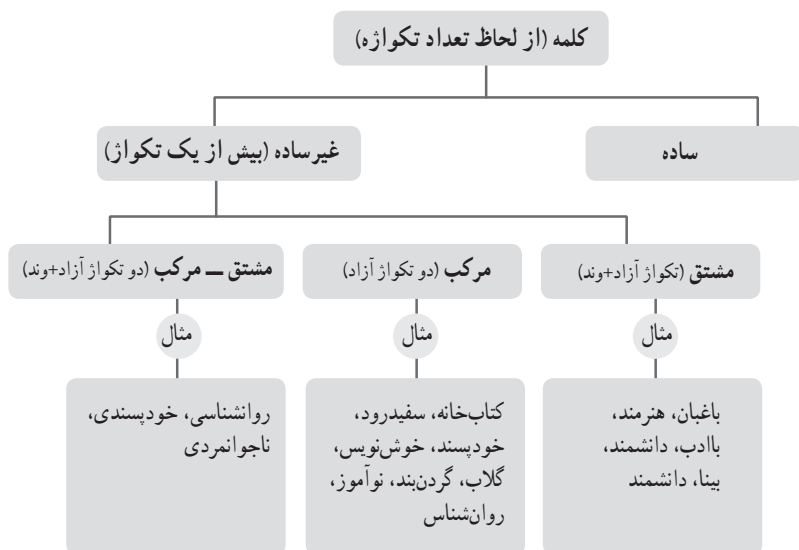 کلمه (از لحاظ تعداد تکواژه)
ساده
غیرساده (بیش از یک تکواژ)
مشتق (تکواژ آزاد+وند)
مرکب (دو تکواژ آزاد)
مشتق ــ مرکب (دو تکواژ آزاد+وند)
مثال
مثال
مثال
باغبان، هنرمند،
باادب، دانشمند،
بینا، دانشمند
کتاب‌خانه، سفیدرود،
خودپسند، خوش‌نویس،
گلاب، گردن‌بند، نوآموز،
روان‌شناس
روانشناسی، خودپسندی،
ناجوانمردی